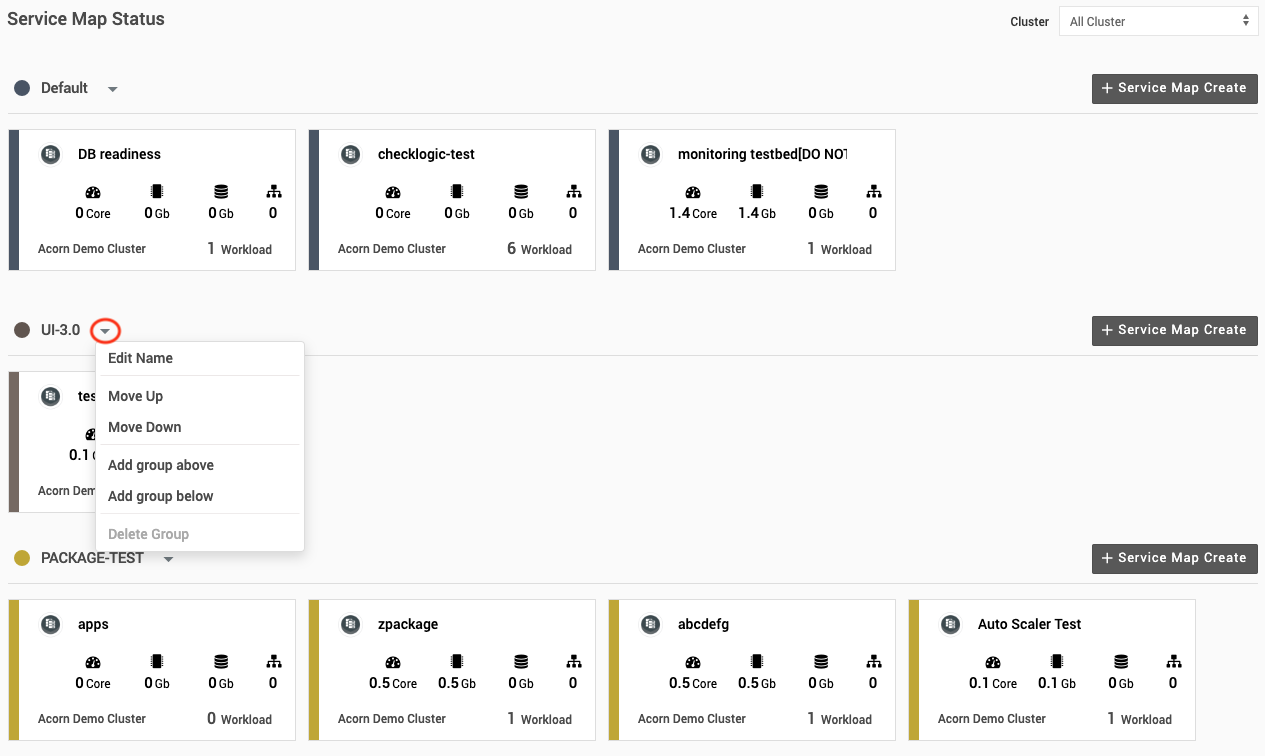 Service Map Status
Cluster All Cluster
Default + Service Map Create
DB readiness checklogic-test monitoring testbed[DO NOT
0 Core 0 Gb 0 Gb 0 0 Core 0 Gb 0 Gb 0 1.4 Core 1.4 Gb 0 Gb 0
Acorn Demo Cluster 1 Workload Acorn Demo Cluster 6 Workload Acorn Demo Cluster 1 Workload
UI-3.0 + Service Map Create
Edit Name
Move Up
Move Down
Add group above
Add group below
Delete Group
tes
0.1
Acorn Dem
PACKAGE-TEST + Service Map Create
apps zpackage abcdefg Auto Scaler Test
0 Core 0 Gb 0 Gb 0 0.5 Core 0.5 Gb 0 Gb 0 0.5 Core 0.5 Gb 0 Gb 0 0.1 Core 0.1 Gb 0 Gb 0
Acorn Demo Cluster 0 Workload Acorn Demo Cluster 1 Workload Acorn Demo Cluster 1 Workload Acorn Demo Cluster 1 Workload